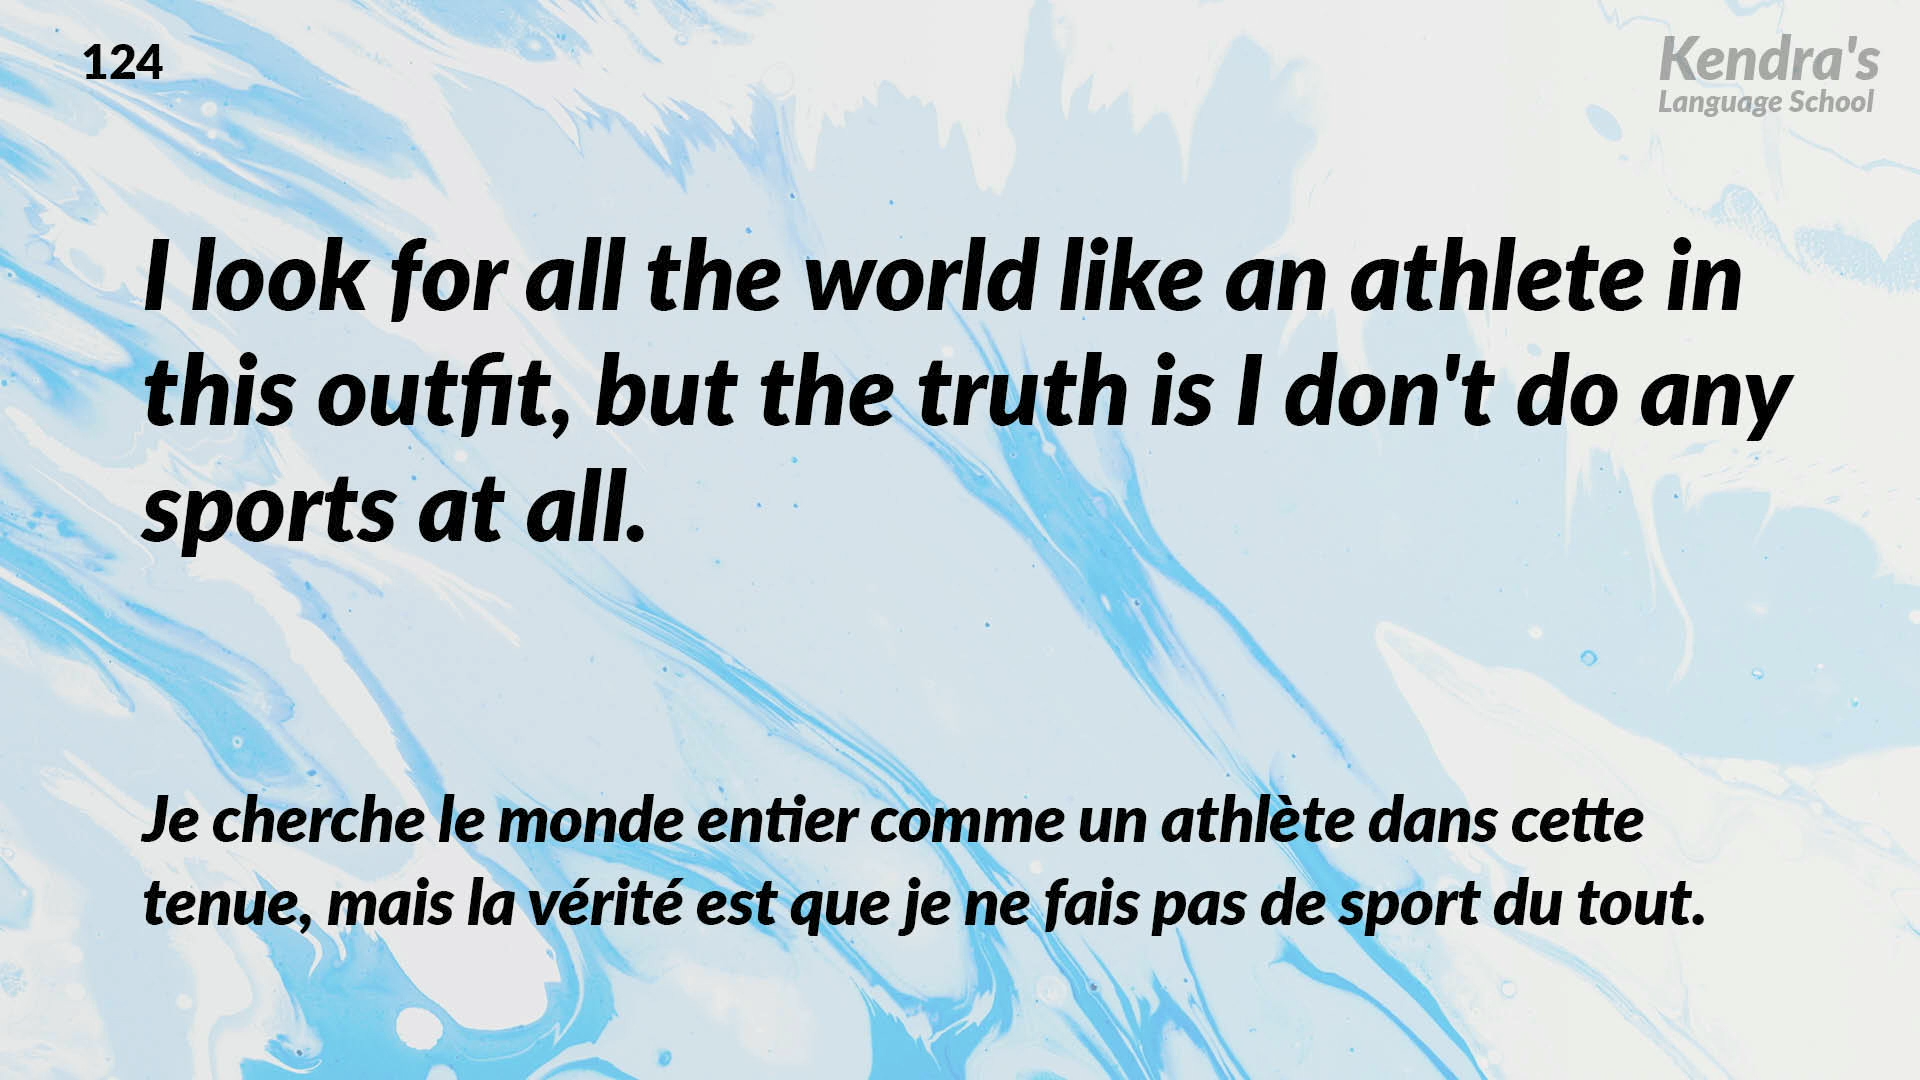 124
Kendra's
Language School
I look for all the world like an athlete in
this outfit, but the truth is I don't do any
sports at all.
Je cherche le monde entier comme un athlète dans cette
tenue, mais la vérité est que je ne fais pas de sport du tout.